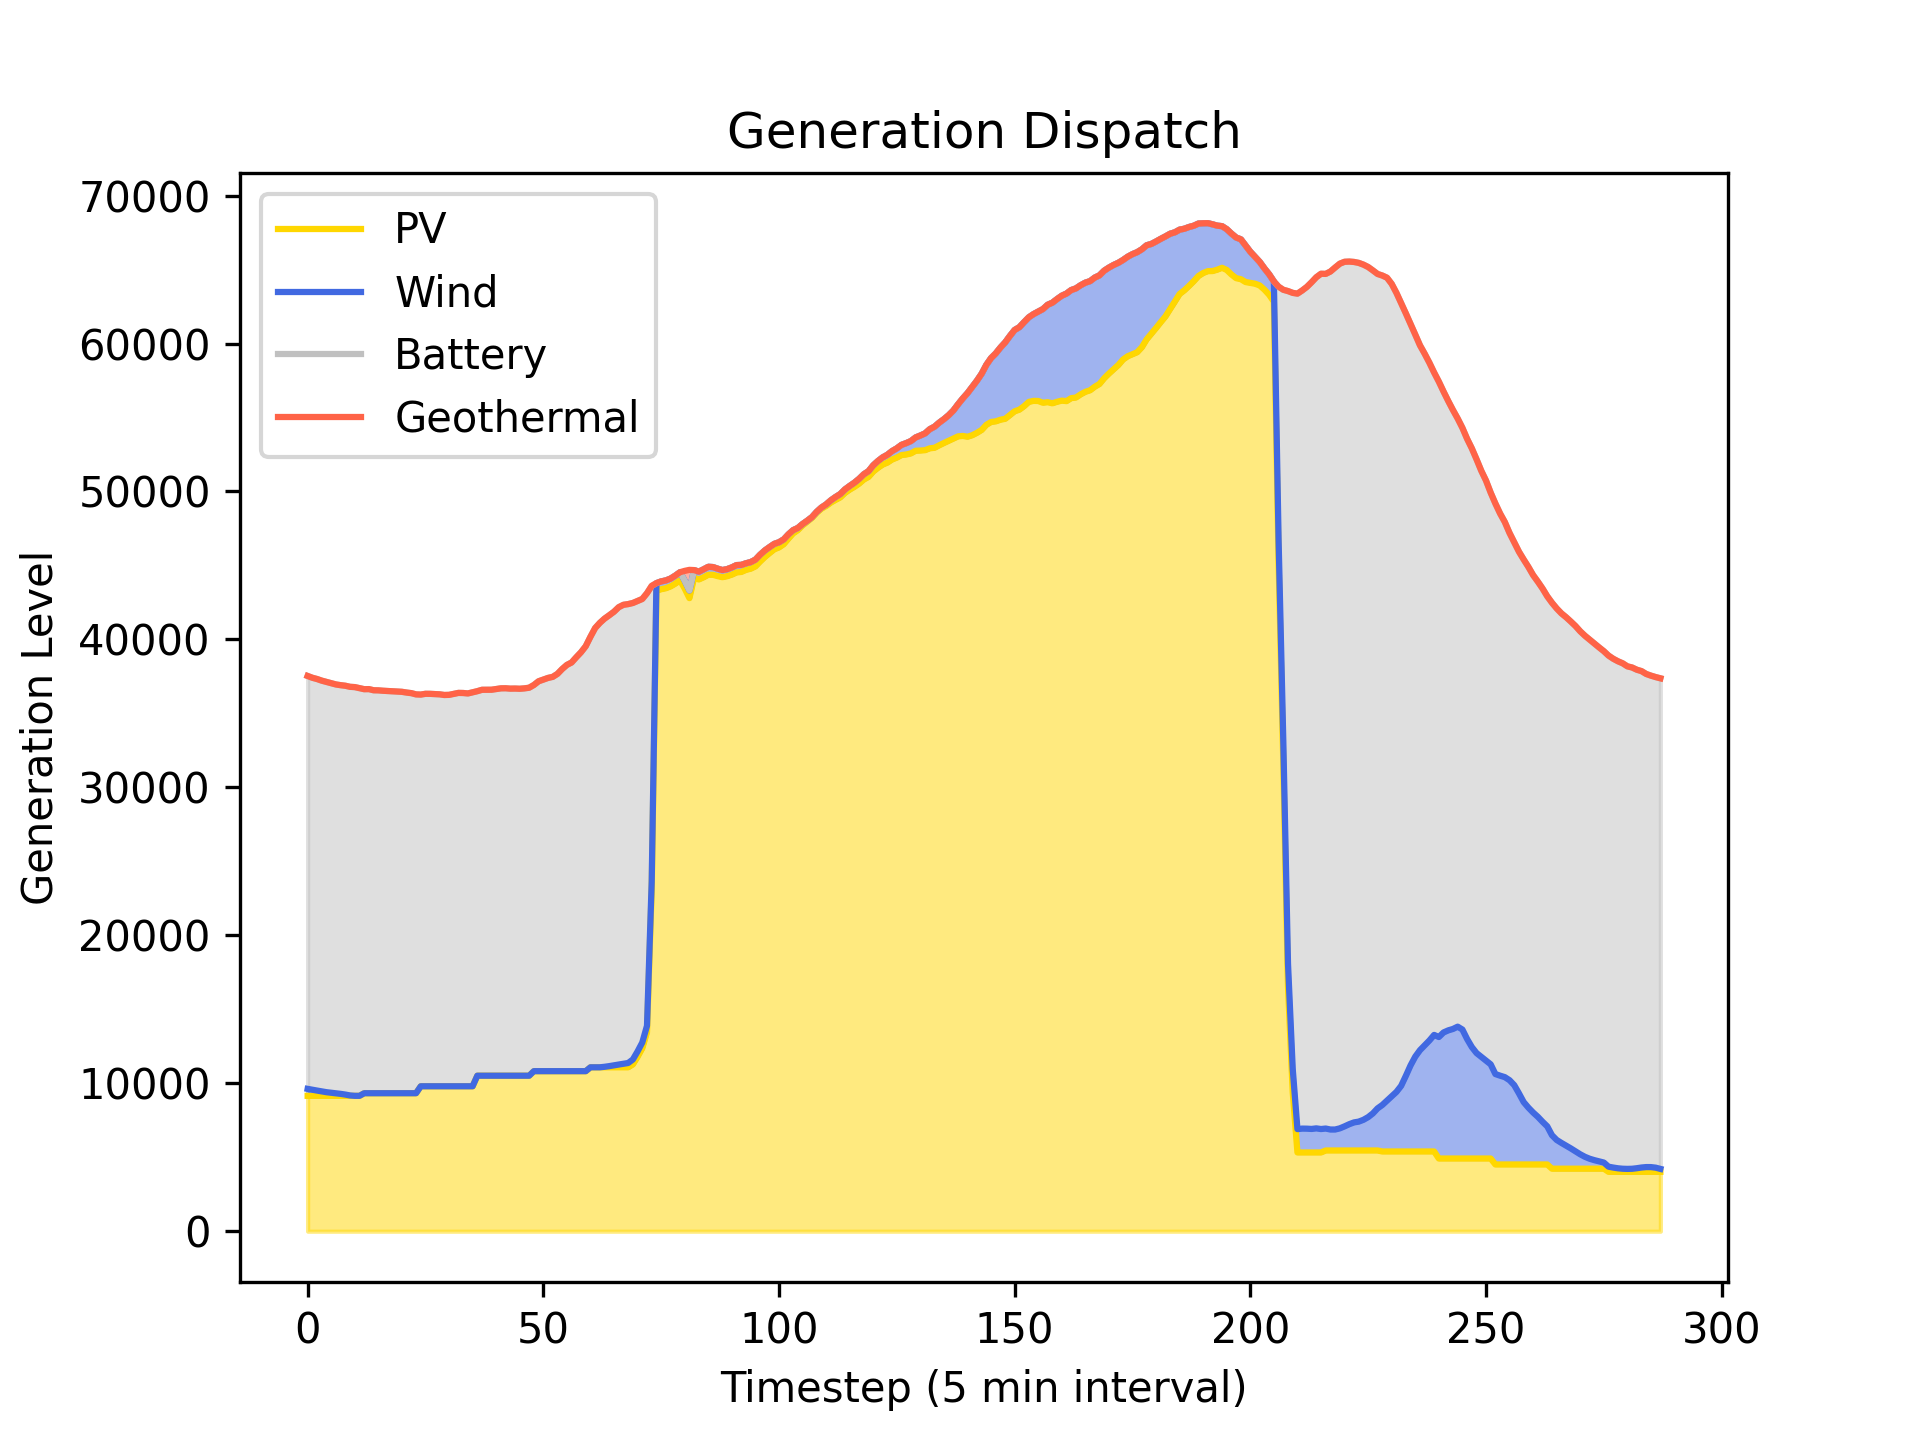 Generation Dispatch
70000
60000
50000
40000
30000
20000
10000
0
Generation Level
PV
Wind
Battery
Geothermal
0 50 100 150 200 250 300
Timestep (5 min interval)